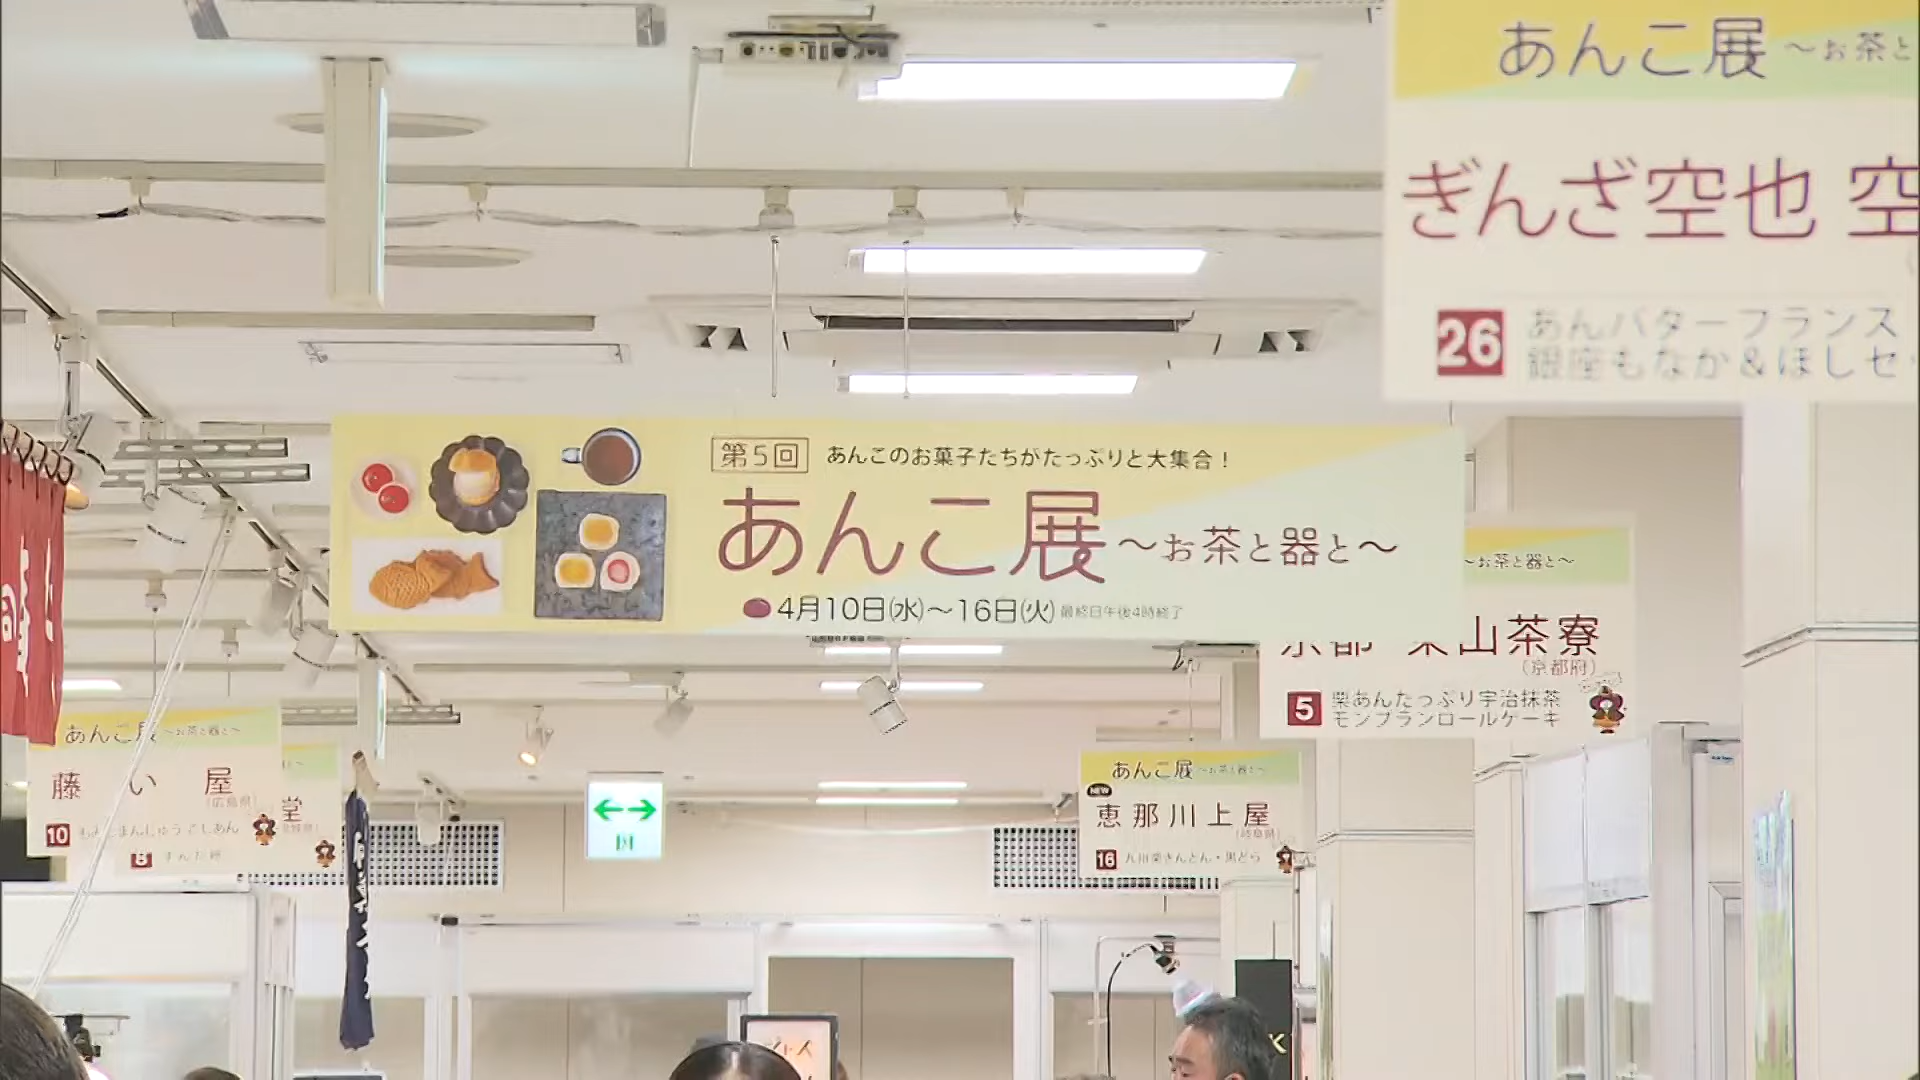 あんこ展 ～お茶と
ぎんざ空也 空
26 あんバターフランス
銀座もなか＆ほしセ
第5回 あんこのお菓子たちがたっぷりと大集合！
あんこ展 ～お茶と器と～
4月10日(水)～16日(火) 最終日午後4時終了
～お茶と器と～
山茶寮
(京都府)
5 栗あんたっぷり宇治抹茶
モンブランロールケーキ
あんこ展 ～お茶と器と～
藤い屋
(広島県)
10
堂
8
あんこ展 ～お茶と器と～
NEW
恵那川上屋
(岐阜県)
16